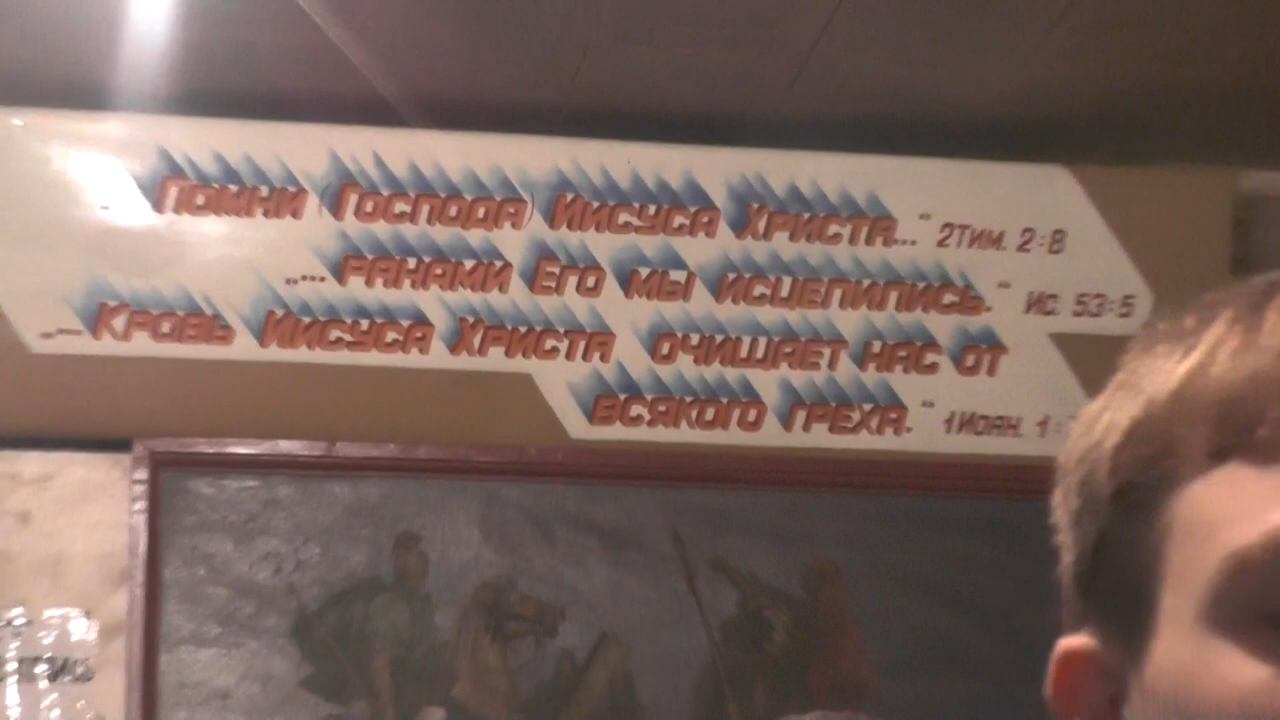 „Помни (Господа) Иисуса Христа..." 2Тим. 2:8
„...ранами Его мы исцелились." Ис. 53:5
„...Кровь Иисуса Христа очищает нас от
всякого греха." 1Иоан. 1: